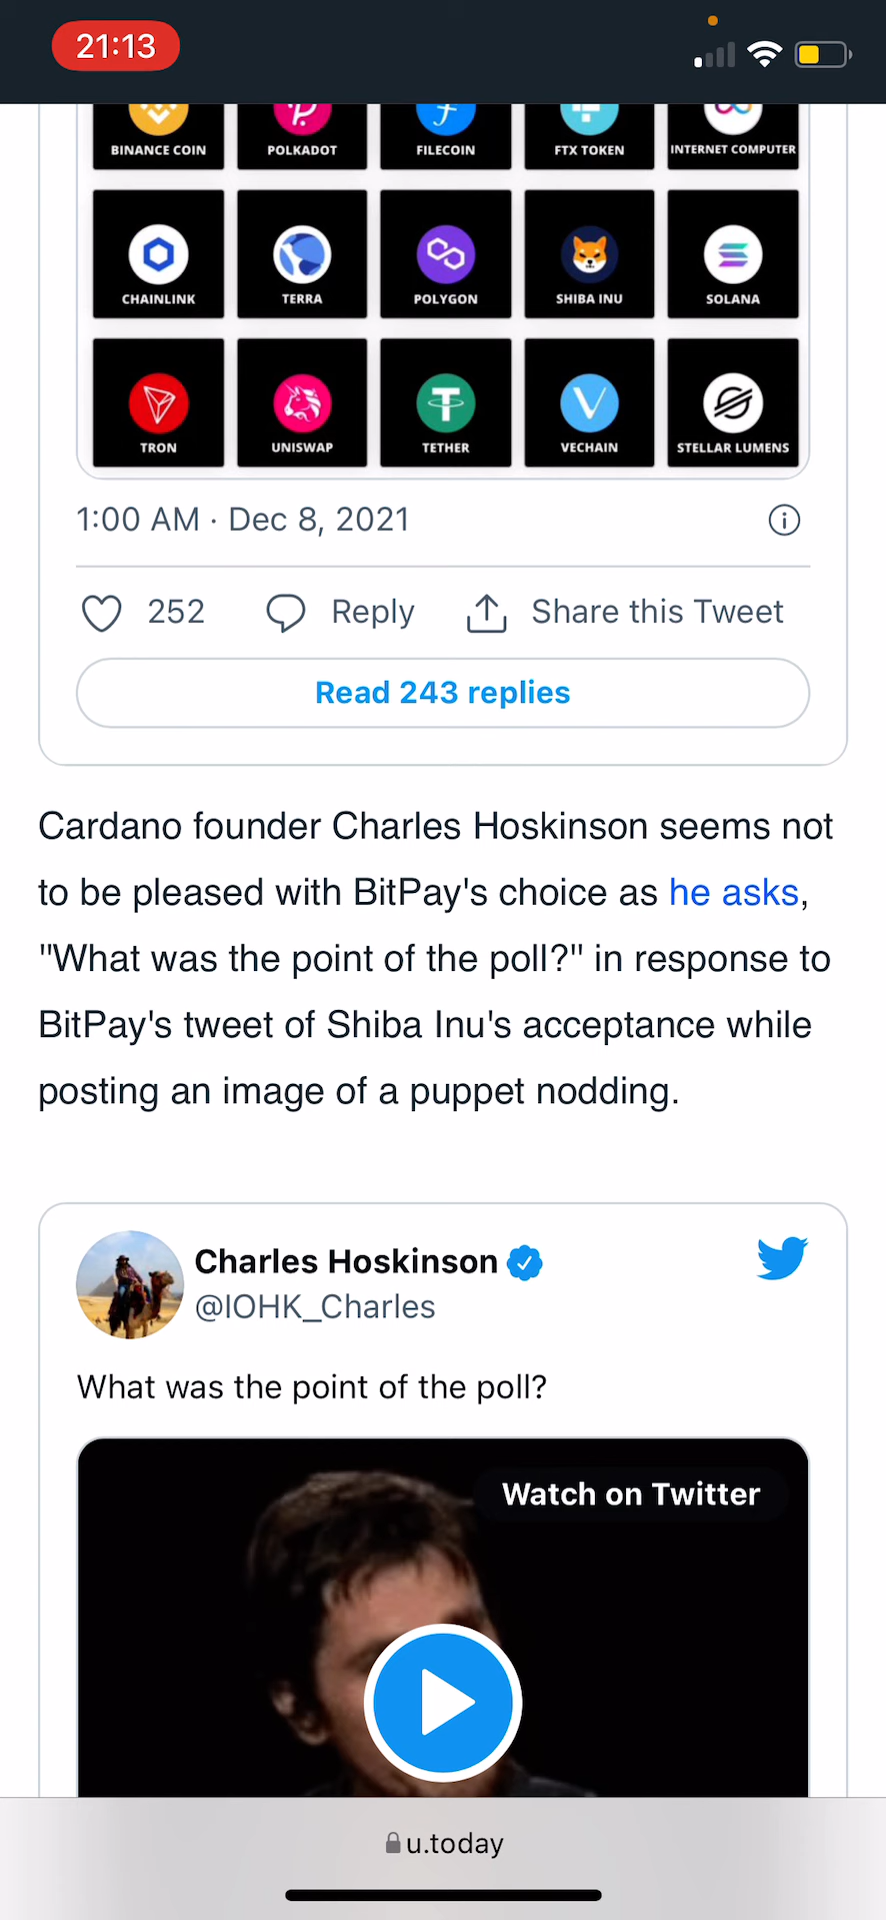 21:13
BINANCE COIN POLKADOT FILECOIN FTX TOKEN INTERNET COMPUTER
CHAINLINK TERRA POLYGON SHIBA INU SOLANA
TRON UNISWAP TETHER VECHAIN STELLAR LUMENS
1:00 AM · Dec 8, 2021
252 Reply Share this Tweet
Read 243 replies
Cardano founder Charles Hoskinson seems not
to be pleased with BitPay's choice as he asks,
"What was the point of the poll?" in response to
BitPay's tweet of Shiba Inu's acceptance while
posting an image of a puppet nodding.
Charles Hoskinson
@IOHK_Charles
What was the point of the poll?
Watch on Twitter
u.today